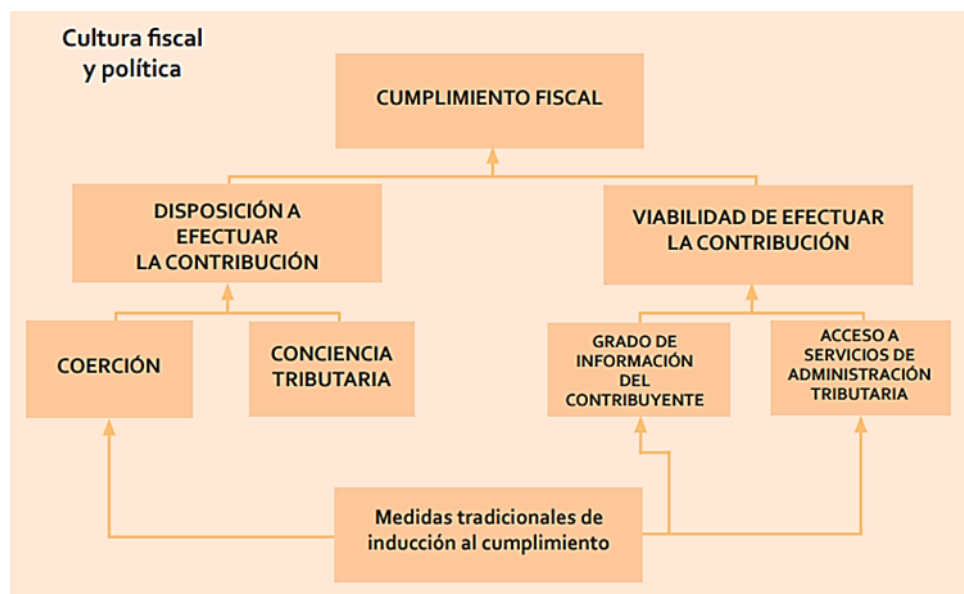 Cultura fiscal
y política
CUMPLIMIENTO FISCAL
DISPOSICIÓN A
EFECTUAR
LA CONTRIBUCIÓN
VIABILIDAD DE EFECTUAR
LA CONTRIBUCIÓN
COERCIÓN
CONCIENCIA
TRIBUTARIA
GRADO DE
INFORMACIÓN
DEL
CONTRIBUYENTE
ACCESO A
SERVICIOS DE
ADMINISTRACIÓN
TRIBUTARIA
Medidas tradicionales de
inducción al cumplimiento